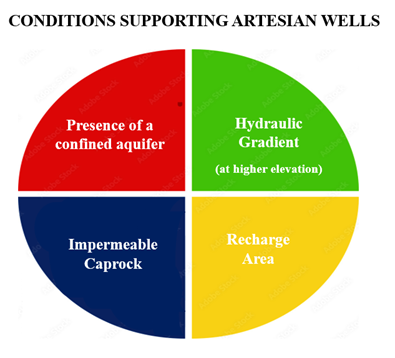 CONDITIONS SUPPORTING ARTESIAN WELLS
Presence of a
confined aquifer
Hydraulic
Gradient
(at higher elevation)
Impermeable
Caprock
Recharge
Area